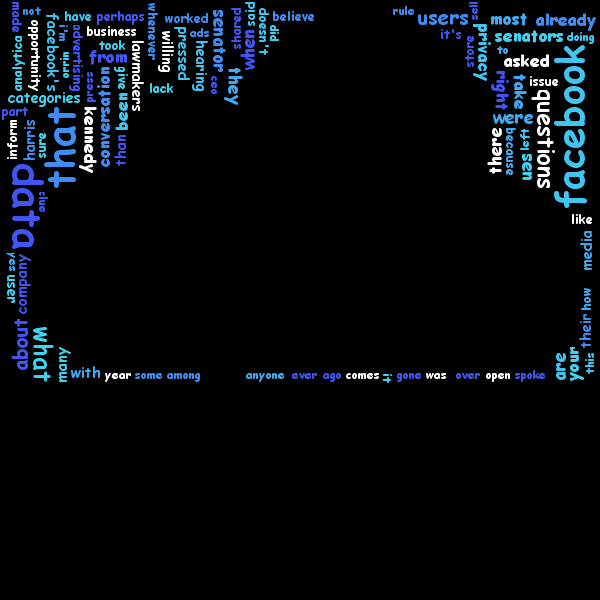 made
not
have
perhaps
whenever
worked
senator
shared
said
doesn't
did
believe
rule
users
sell
most
already
opportunity
facebook's
i'm
advertising
business
took
lawmakers
willing
pressed
ads
hearing
when
it's
store
privacy
senators
doing
analytica
orrin
from
across
conversation
give
been
lack
ceo
they
to
asked
right
take
issue
questions
facebook
categories
part
inform
harris
sure
that
kennedy
than
were
there
because
tell
sen
data
clue
like
yes
user
company
media
about
what
many
their
how
are
your
this
with
year
some
among
anyone
ever
ago
comes
it
gone
was
over
open
spoke